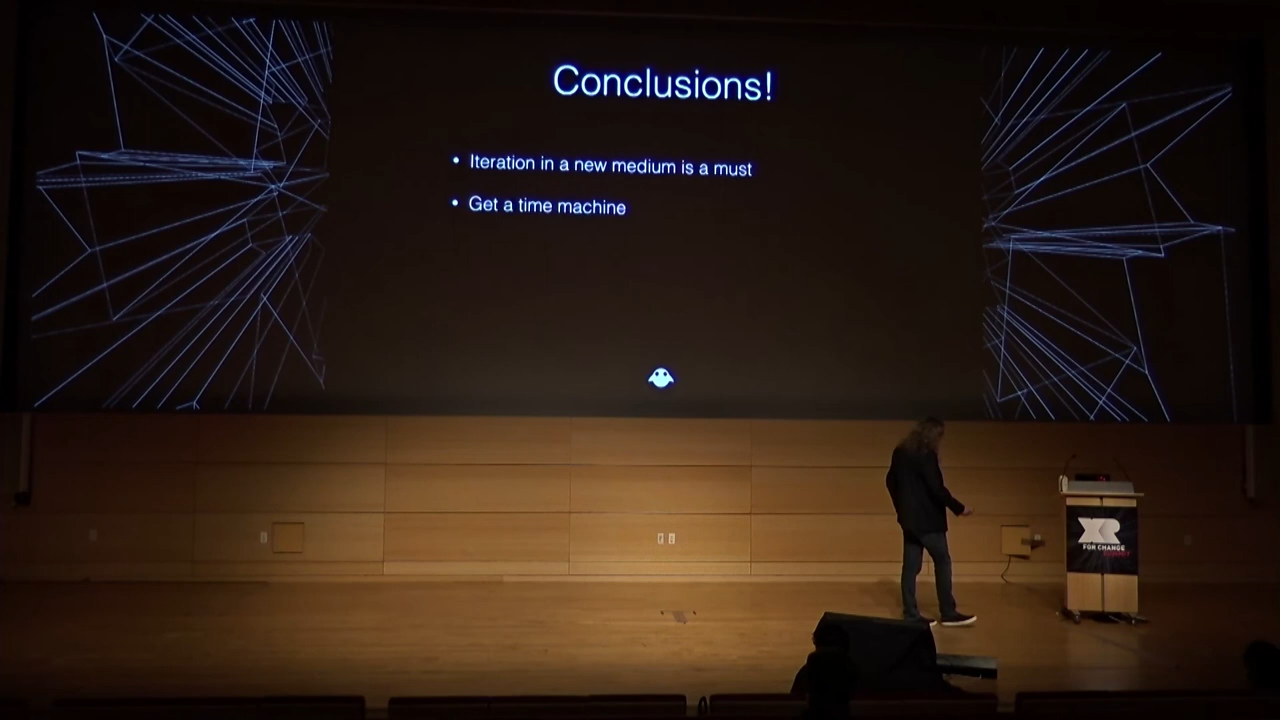 Conclusions!
• Iteration in a new medium is a must
• Get a time machine
XR
FOR CHANGE